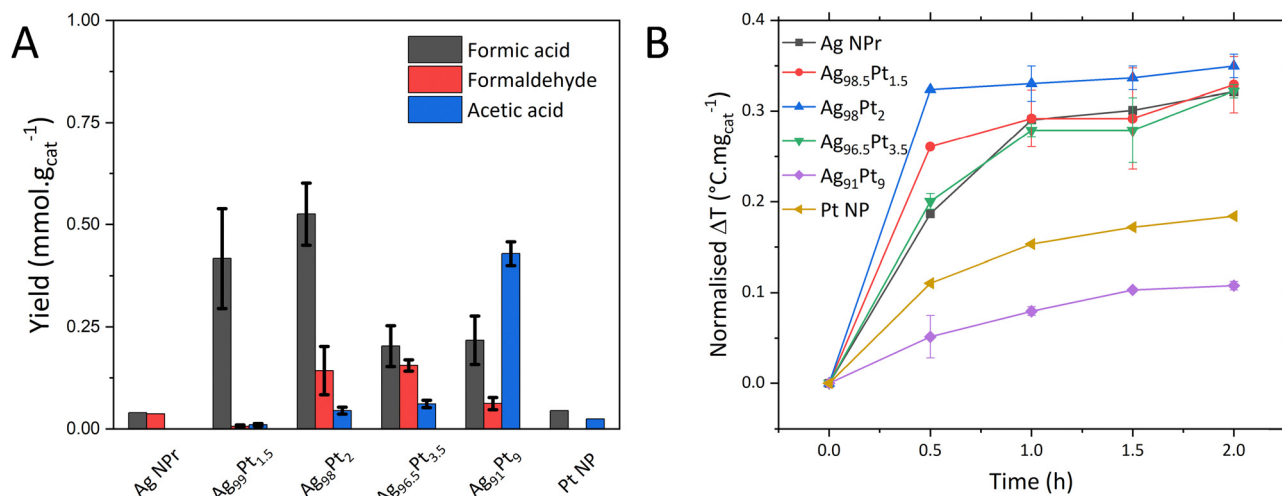 A
Yield (mmol.g_cat^-1)
1.00
0.75
0.50
0.25
0.00
Formic acid
Formaldehyde
Acetic acid
Ag NPr
Ag₉₉Pt₁.₅
Ag₉₈Pt₂
Ag₉₆.₅Pt₃.₅
Ag₉₁Pt₉
Pt NP
B
Normalised ΔT (°C.mg_cat^-1)
0.4
0.3
0.2
0.1
0.0
Ag NPr
Ag₉₈.₅Pt₁.₅
Ag₉₈Pt₂
Ag₉₆.₅Pt₃.₅
Ag₉₁Pt₉
Pt NP
0.0 0.5 1.0 1.5 2.0
Time (h)